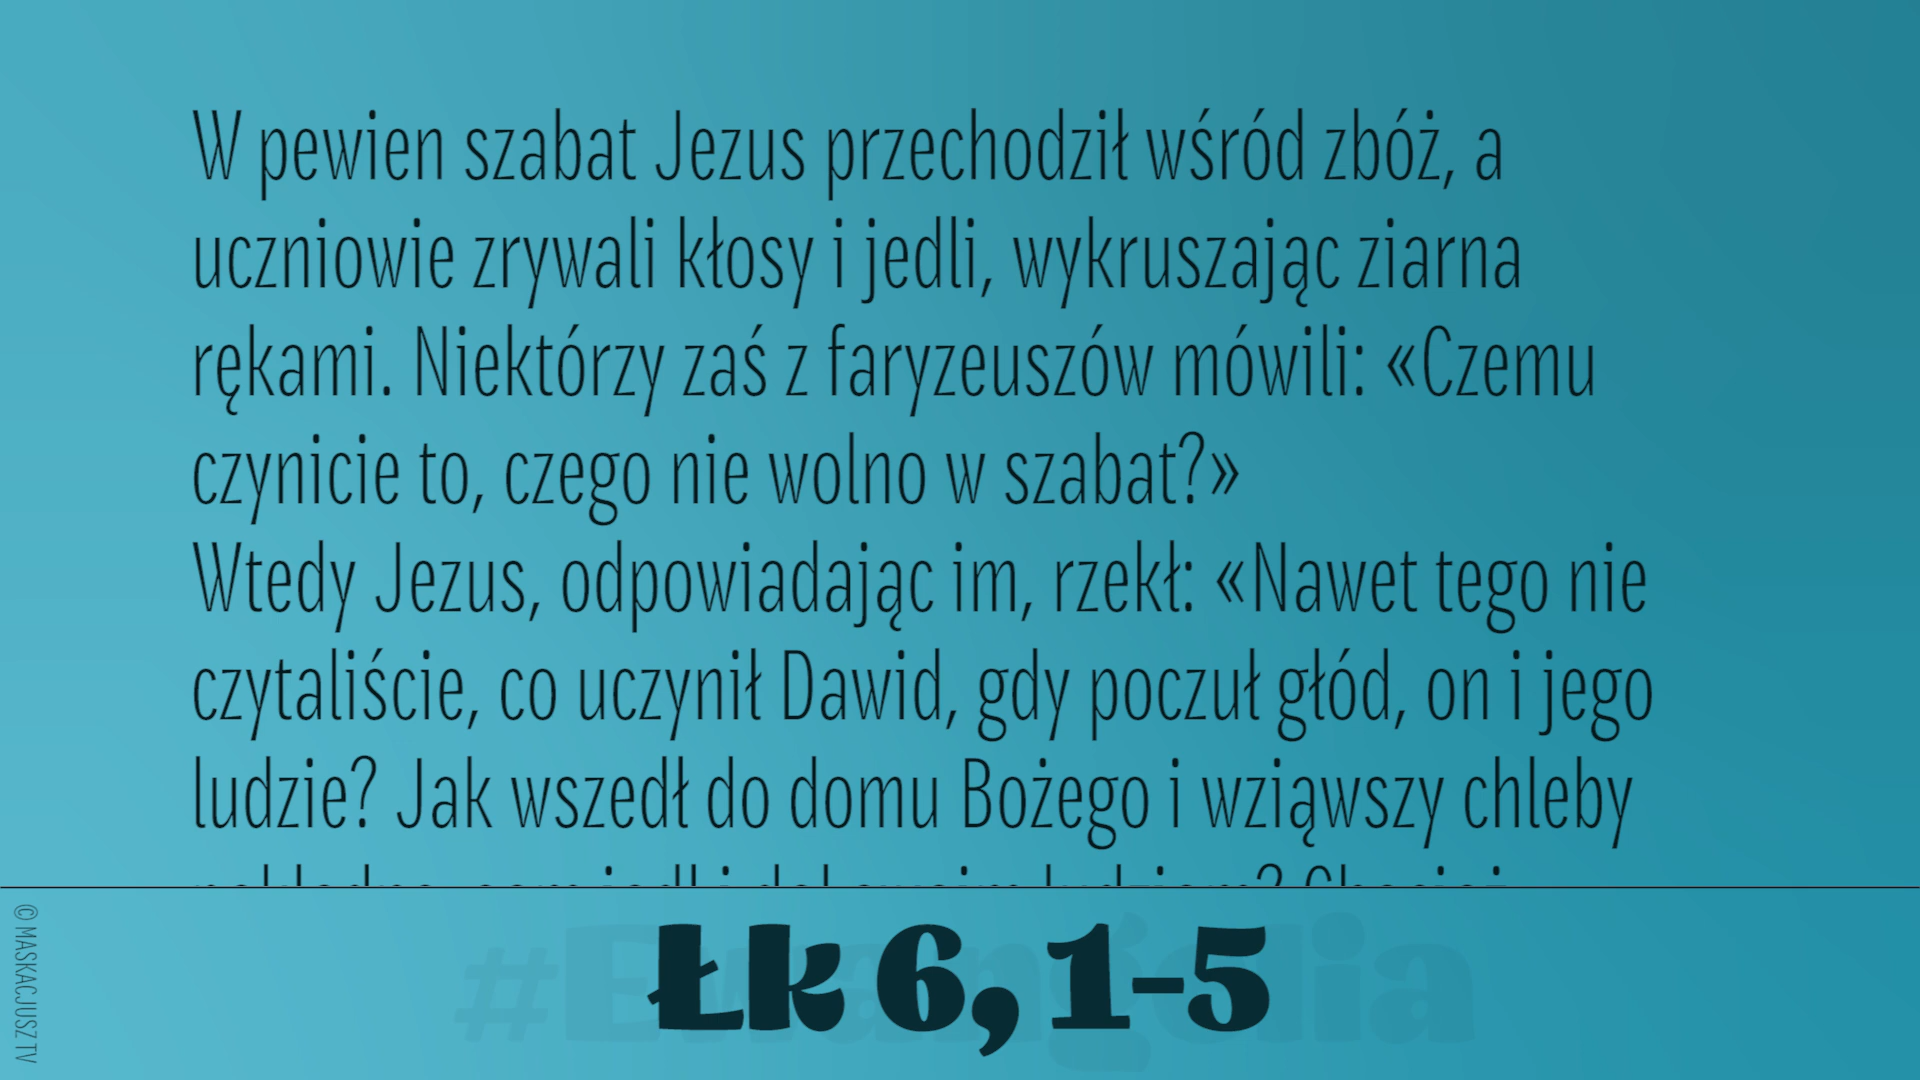 W pewien szabat Jezus przechodził wśród zbóż, a
uczniowie zrywali kłosy i jedli, wykruszając ziarna
rękami. Niektórzy zaś z faryzeuszów mówili: «Czemu
czynicie to, czego nie wolno w szabat?»
Wtedy Jezus, odpowiadając im, rzekł: «Nawet tego nie
czytaliście, co uczynił Dawid, gdy poczuł głód, on i jego
ludzie? Jak wszedł do domu Bożego i wziąwszy chleby
#Ewangelia
Łk 6, 1-5
© MASKACJUSZ TV